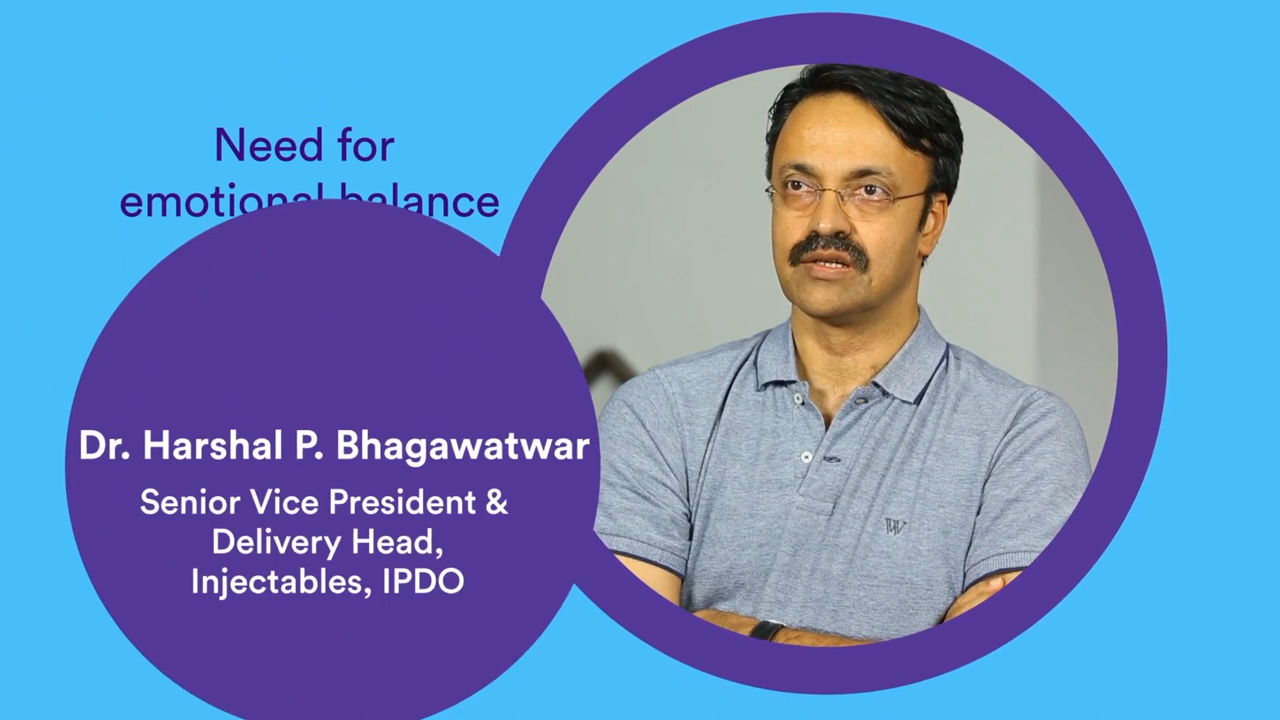 Need for
emotional balance
Dr. Harshal P. Bhagawatwar
Senior Vice President &
Delivery Head,
Injectables, IPDO